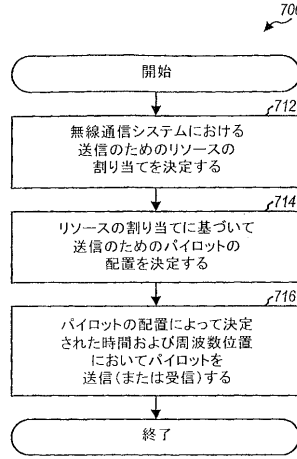 700
開始
712
無線通信システムにおける
送信のためのリソースの
割り当てを決定する
714
リソースの割り当てに基づいて
送信のためのパイロットの
配置を決定する
716
パイロットの配置によって決定
された時間および周波数位置
においてパイロットを
送信(または受信)する
終了